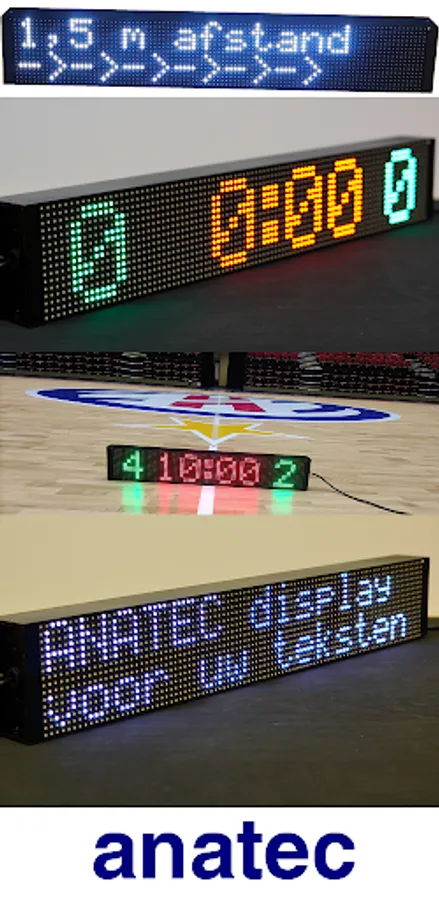 1,5 m afstand
->->->->->->
0 0:00 0
4 10:00 2
ANATEC display
voor uw teksten
anatec